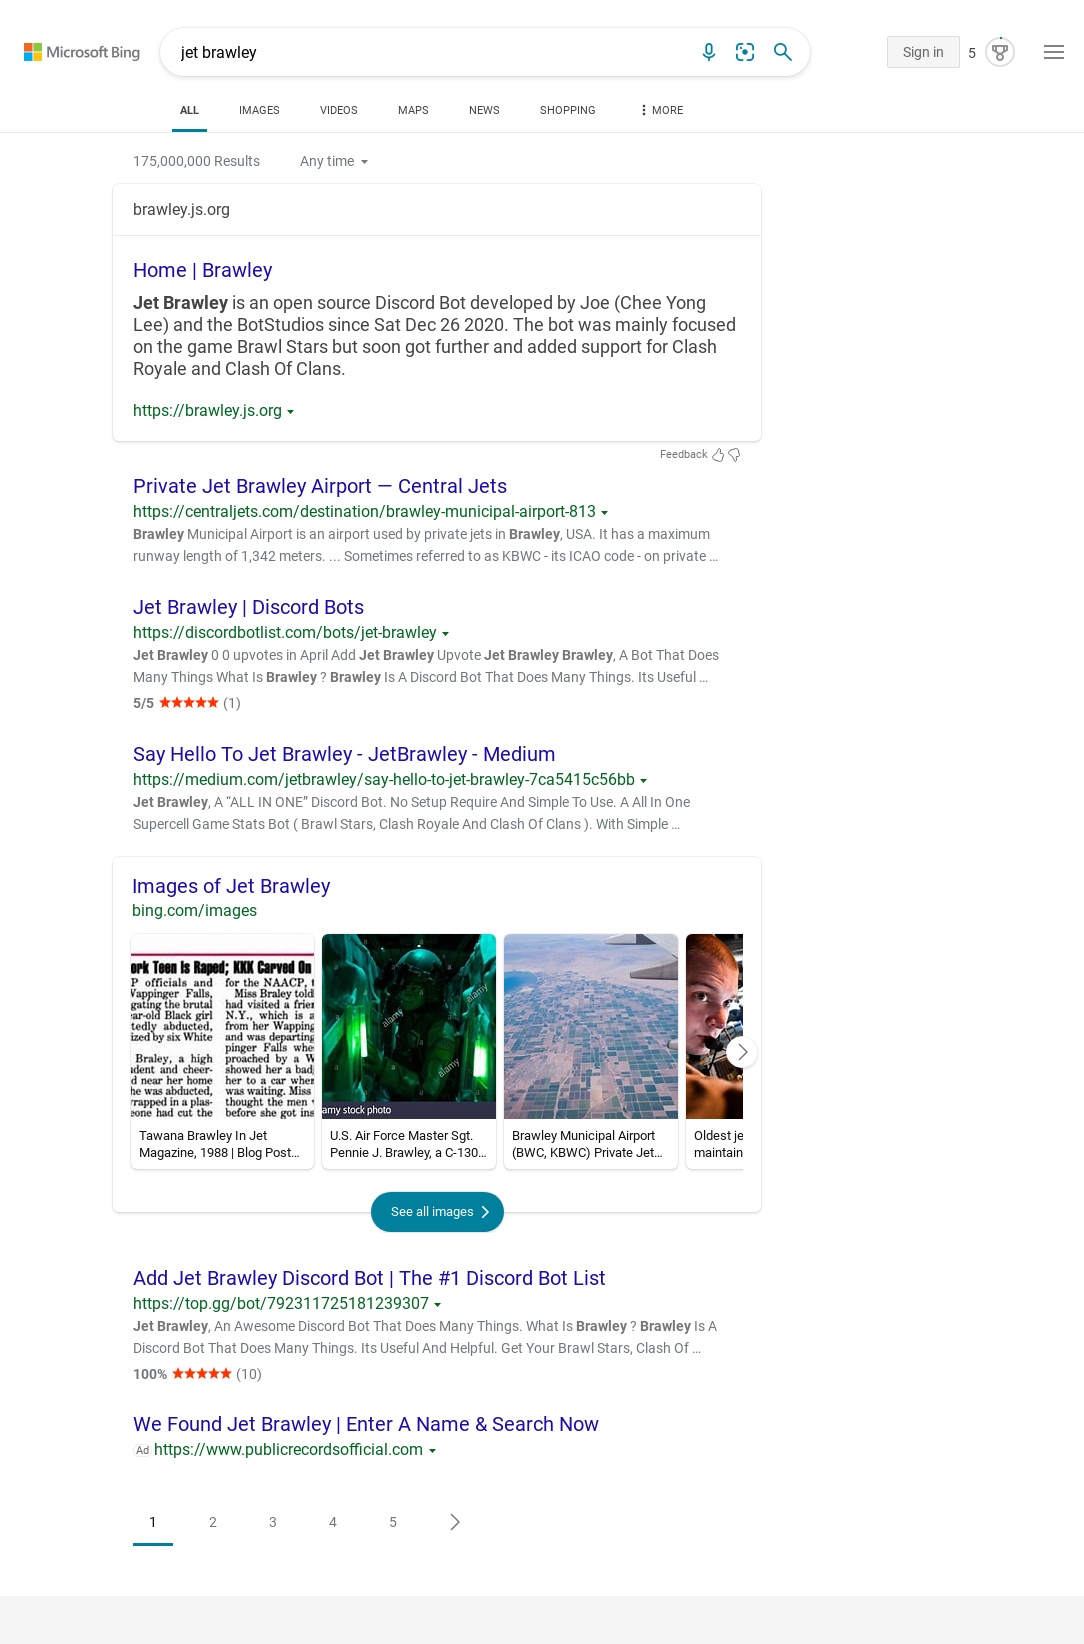 Microsoft Bing
jet brawley
Sign in
5
ALL
IMAGES
VIDEOS
MAPS
NEWS
SHOPPING
MORE
175,000,000 Results
Any time
brawley.js.org
Home | Brawley
Jet Brawley is an open source Discord Bot developed by Joe (Chee Yong
Lee) and the BotStudios since Sat Dec 26 2020. The bot was mainly focused
on the game Brawl Stars but soon got further and added support for Clash
Royale and Clash Of Clans.
https://brawley.js.org
Feedback
Private Jet Brawley Airport — Central Jets
https://centraljets.com/destination/brawley-municipal-airport-813
Brawley Municipal Airport is an airport used by private jets in Brawley, USA. It has a maximum
runway length of 1,342 meters. ... Sometimes referred to as KBWC - its ICAO code - on private …
Jet Brawley | Discord Bots
https://discordbotlist.com/bots/jet-brawley
Jet Brawley 0 0 upvotes in April Add Jet Brawley Upvote Jet Brawley Brawley, A Bot That Does
Many Things What Is Brawley ? Brawley Is A Discord Bot That Does Many Things. Its Useful …
5/5 (1)
Say Hello To Jet Brawley - JetBrawley - Medium
https://medium.com/jetbrawley/say-hello-to-jet-brawley-7ca5415c56bb
Jet Brawley, A “ALL IN ONE” Discord Bot. No Setup Require And Simple To Use. A All In One
Supercell Game Stats Bot ( Brawl Stars, Clash Royale And Clash Of Clans ). With Simple …
Images of Jet Brawley
bing.com/images
ork Teen Is Raped; KKK Carved On
P officials and
Wappinger Falls,
gating the brutal
ear-old Black girl
tedly abducted,
ized by six White
Braley, a high
dent and cheer-
d near her home
he was abducted,
wrapped in a plas-
eone had cut the
for the NAACP, t
Miss Braley told
had visited a frie
N.Y., which is a
from her Wapping
and was departing
pinger Falls whe
proached by a W
showed her a bad
her to a car wher
was waiting. Miss
thought the men
before she got ins
alamy
alamy
alamy
amy stock photo
Tawana Brawley In Jet
Magazine, 1988 | Blog Post…
U.S. Air Force Master Sgt.
Pennie J. Brawley, a C-130…
Brawley Municipal Airport
(BWC, KBWC) Private Jet…
Oldest je
maintain
See all images
Add Jet Brawley Discord Bot | The #1 Discord Bot List
https://top.gg/bot/792311725181239307
Jet Brawley, An Awesome Discord Bot That Does Many Things. What Is Brawley ? Brawley Is A
Discord Bot That Does Many Things. Its Useful And Helpful. Get Your Brawl Stars, Clash Of …
100% (10)
We Found Jet Brawley | Enter A Name & Search Now
Ad https://www.publicrecordsofficial.com
1
2
3
4
5